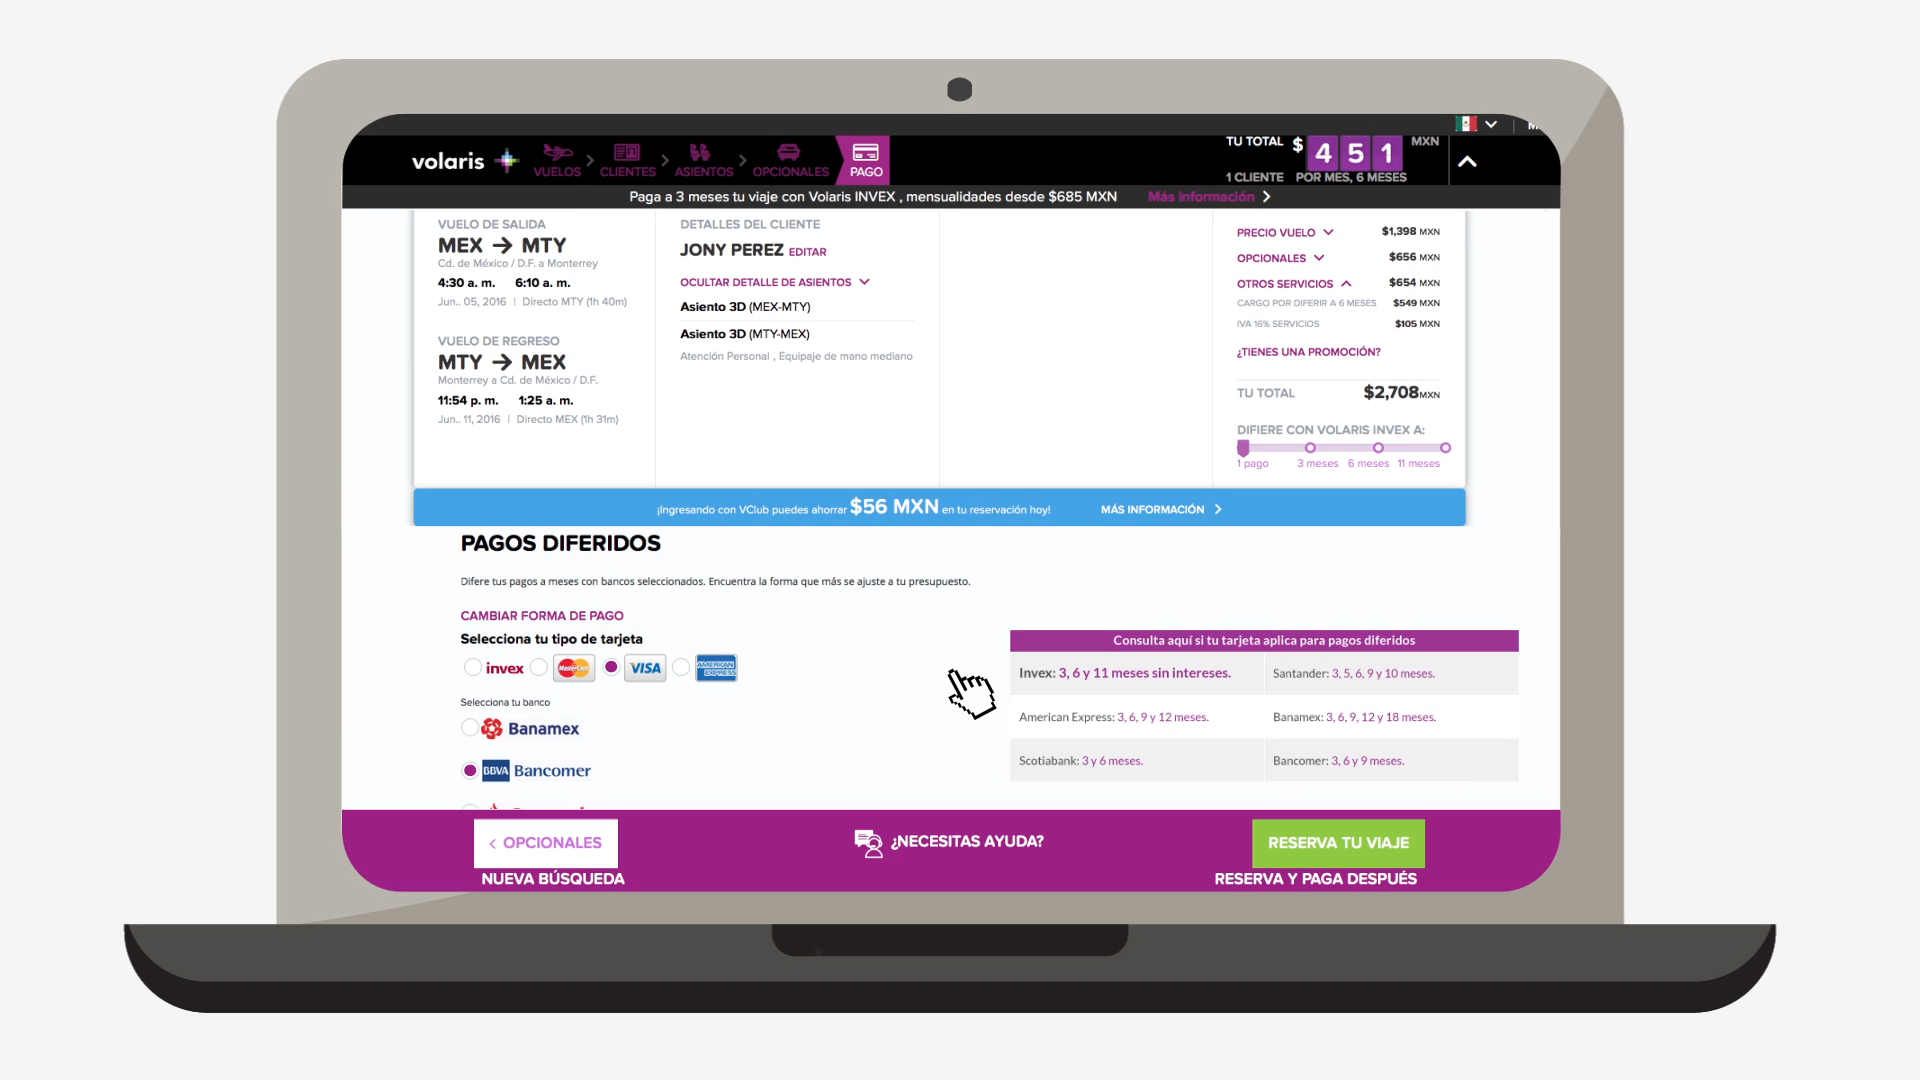 volaris
VUELOS
CLIENTES
ASIENTOS
OPCIONALES
PAGO
TU TOTAL $ 451 MXN
1 CLIENTE POR MES, 6 MESES
Paga a 3 meses tu viaje con Volaris INVEX , mensualidades desde $685 MXN Más información
VUELO DE SALIDA
MEX → MTY
Cd. de México / D.F. a Monterrey
4:30 a. m. 6:10 a. m.
Jun.. 05, 2016 | Directo MTY (1h 40m)
VUELO DE REGRESO
MTY → MEX
Monterrey a Cd. de México / D.F.
11:54 p. m. 1:25 a. m.
Jun.. 11, 2016 | Directo MEX (1h 31m)
DETALLES DEL CLIENTE
JONY PEREZ EDITAR
OCULTAR DETALLE DE ASIENTOS
Asiento 3D (MEX-MTY)
Asiento 3D (MTY-MEX)
Atención Personal , Equipaje de mano mediano
PRECIO VUELO $1,398 MXN
OPCIONALES $656 MXN
OTROS SERVICIOS $654 MXN
CARGO POR DIFERIR A 6 MESES $549 MXN
IVA 16% SERVICIOS $105 MXN
¿TIENES UNA PROMOCIÓN?
TU TOTAL $2,708 MXN
DIFIERE CON VOLARIS INVEX A:
1 pago 3 meses 6 meses 11 meses
¡Ingresando con VClub puedes ahorrar $56 MXN en tu reservación hoy! MÁS INFORMACIÓN
PAGOS DIFERIDOS
Difere tus pagos a meses con bancos seleccionados. Encuentra la forma que más se ajuste a tu presupuesto.
CAMBIAR FORMA DE PAGO
Selecciona tu tipo de tarjeta
invex MasterCard VISA AMERICAN EXPRESS
Selecciona tu banco
Banamex
BBVA Bancomer
Consulta aquí si tu tarjeta aplica para pagos diferidos
Invex: 3, 6 y 11 meses sin intereses. Santander: 3, 5, 6, 9 y 10 meses.
American Express: 3, 6, 9 y 12 meses. Banamex: 3, 6, 9, 12 y 18 meses.
Scotiabank: 3 y 6 meses. Bancomer: 3, 6 y 9 meses.
< OPCIONALES
NUEVA BÚSQUEDA
¿NECESITAS AYUDA?
RESERVA TU VIAJE
RESERVA Y PAGA DESPUÉS